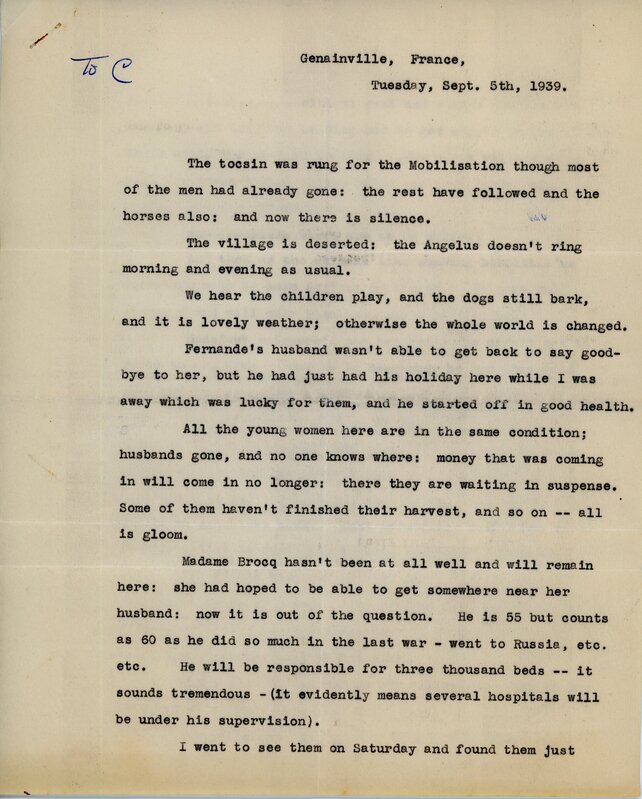 To C
Genainville, France,
Tuesday, Sept. 5th, 1939.
The tocsin was rung for the Mobilisation though most
of the men had already gone: the rest have followed and the
horses also: and now there is silence.
The village is deserted: the Angelus doesn't ring
morning and evening as usual.
We hear the children play, and the dogs still bark,
and it is lovely weather; otherwise the whole world is changed.
Fernande's husband wasn't able to get back to say good-
bye to her, but he had just had his holiday here while I was
away which was lucky for them, and he started off in good health.
All the young women here are in the same condition;
husbands gone, and no one knows where: money that was coming
in will come in no longer: there they are waiting in suspense.
Some of them haven't finished their harvest, and so on -- all
is gloom.
Madame Brocq hasn't been at all well and will remain
here: she had hoped to be able to get somewhere near her
husband: now it is out of the question. He is 55 but counts
as 60 as he did so much in the last war - went to Russia, etc.
etc. He will be responsible for three thousand beds -- it
sounds tremendous -(it evidently means several hospitals will
be under his supervision).
I went to see them on Saturday and found them just